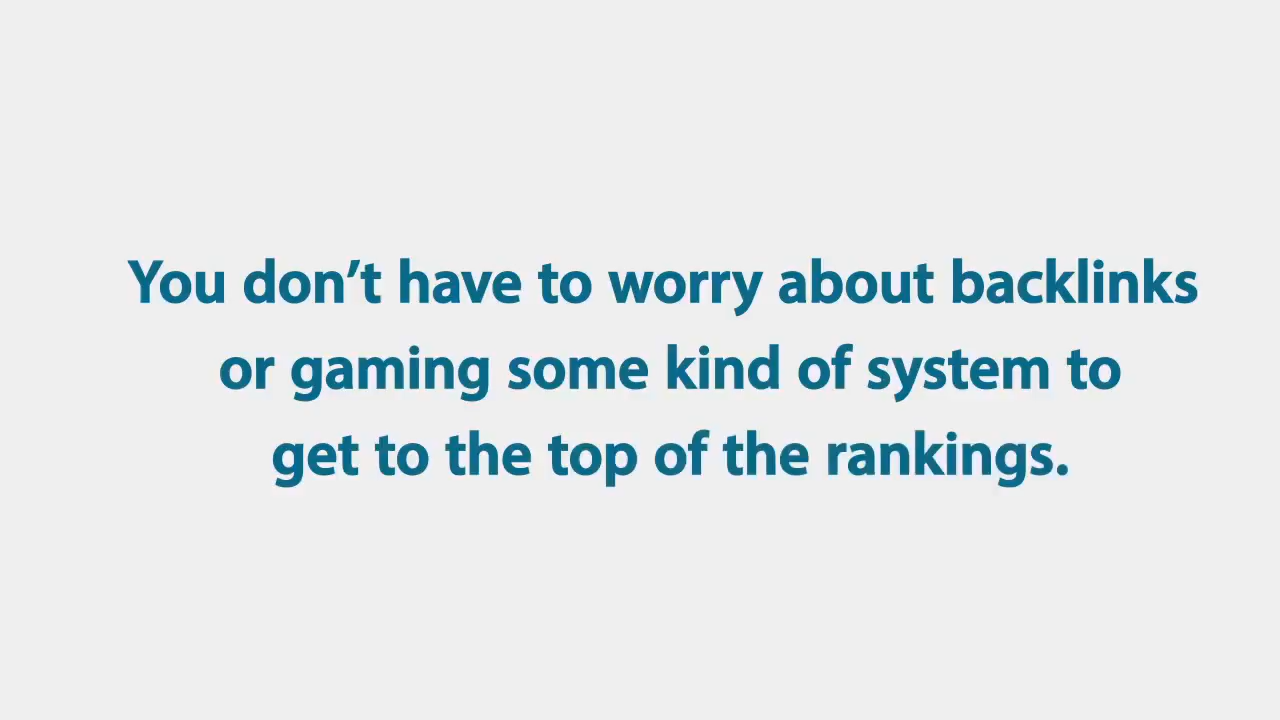 You don’t have to worry about backlinks
or gaming some kind of system to
get to the top of the rankings.